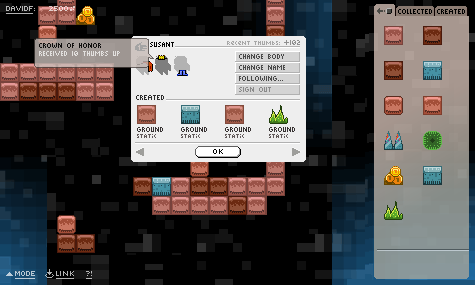 DAVIDF: 2500
COLLECTED CREATED
CROWN OF HONOR
RECEIVED 10 THUMBS UP
SUSANT RECENT THUMBS: +102
CHANGE BODY
CHANGE NAME
FOLLOWING...
SIGN OUT
CREATED
GROUND GROUND GROUND GROUND
STATIC STATIC STATIC STATIC
OK
MODE LINK ?!